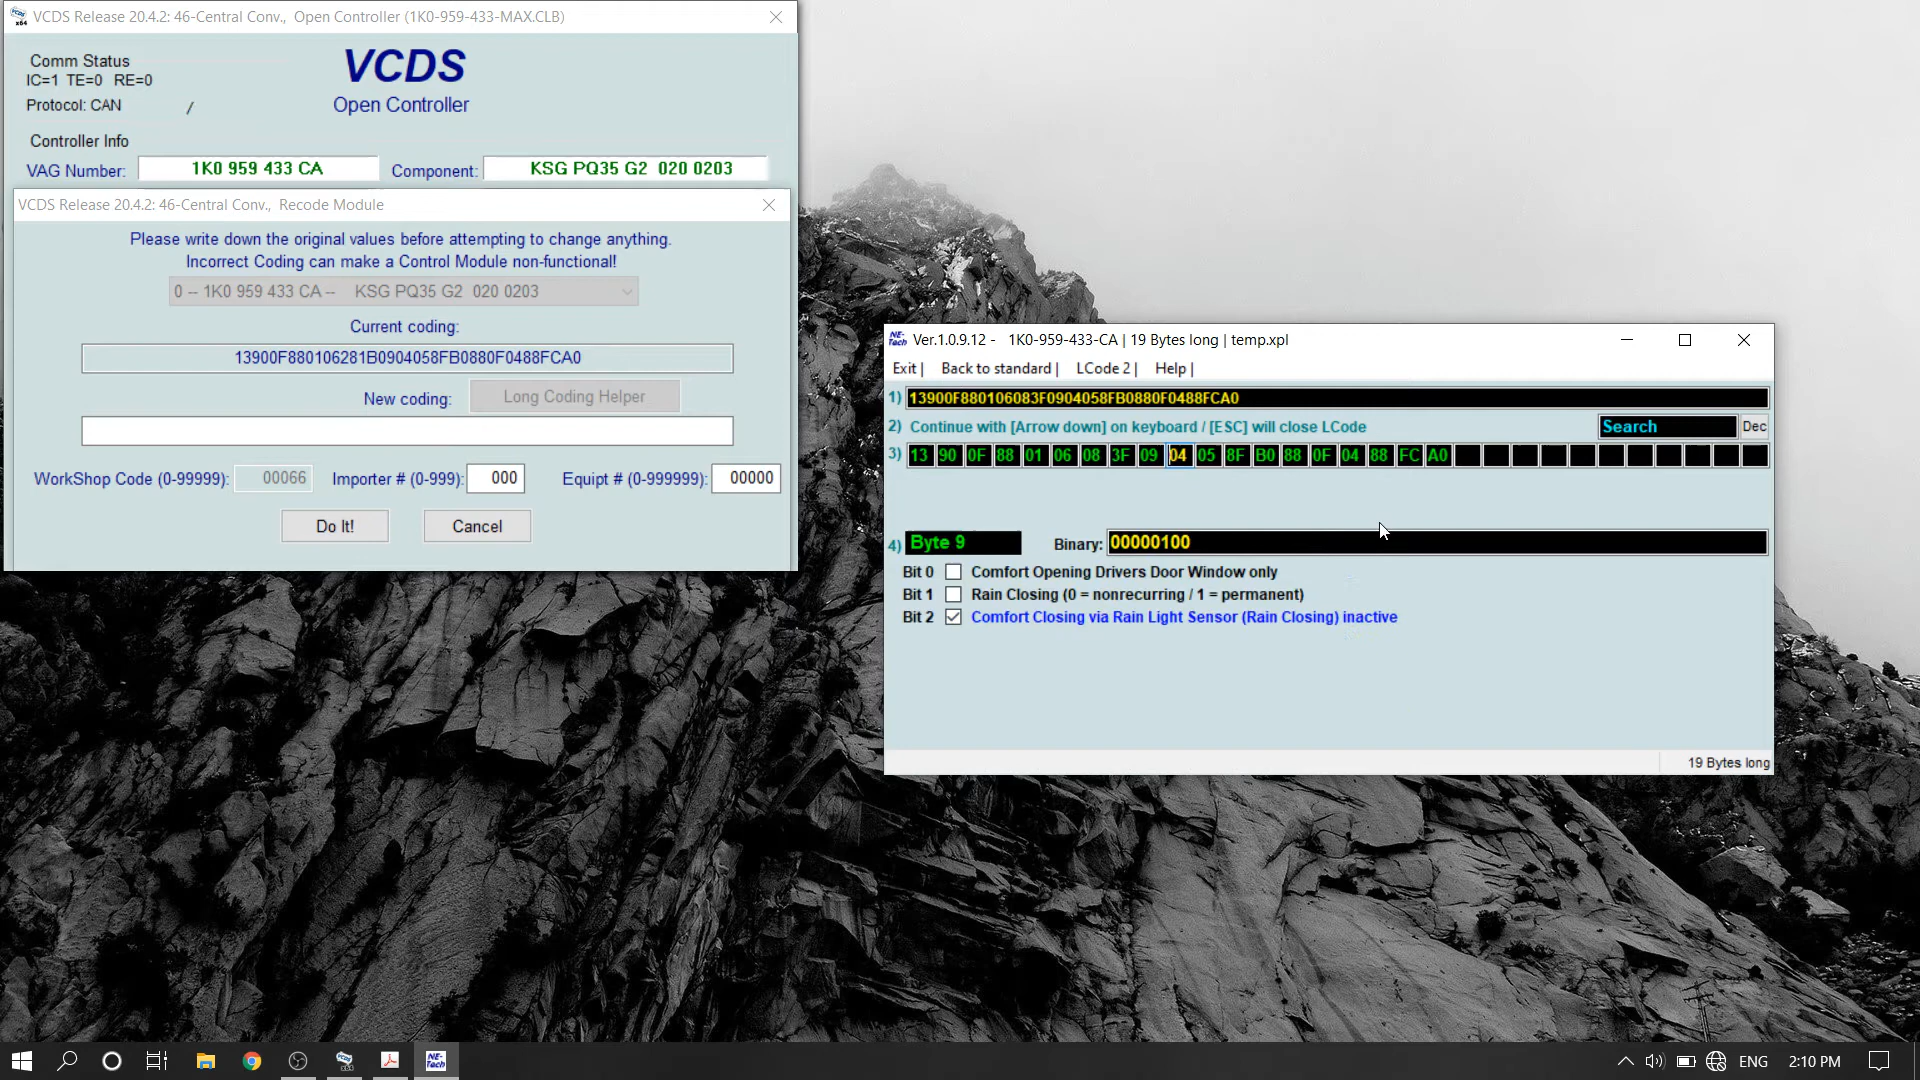 VCDS Release 20.4.2: 46-Central Conv., Open Controller (1K0-959-433-MAX.CLB)
Comm Status
IC=1 TE=0 RE=0
Protocol: CAN /
VCDS
Open Controller
Controller Info
VAG Number: 1K0 959 433 CA Component: KSG PQ35 G2 020 0203
VCDS Release 20.4.2: 46-Central Conv., Recode Module
Please write down the original values before attempting to change anything.
Incorrect Coding can make a Control Module non-functional!
0 -- 1K0 959 433 CA -- KSG PQ35 G2 020 0203
Current coding:
13900F880106281B0904058FB0880F0488FCA0
New coding: Long Coding Helper
WorkShop Code (0-99999): 00066 Importer # (0-999): 000 Equipt # (0-999999): 00000
Do It! Cancel
NE-Tech Ver.1.0.9.12 - 1K0-959-433-CA | 19 Bytes long | temp.xpl
Exit | Back to standard | LCode 2 | Help |
1) 13900F880106083F0904058FB0880F0488FCA0
2) Continue with [Arrow down] on keyboard / [ESC] will close LCode Search Dec
3) 13 90 0F 88 01 06 08 3F 09 04 05 8F B0 88 0F 04 88 FC A0
4) Byte 9 Binary: 00000100
Bit 0 Comfort Opening Drivers Door Window only
Bit 1 Rain Closing (0 = nonrecurring / 1 = permanent)
Bit 2 Comfort Closing via Rain Light Sensor (Rain Closing) inactive
19 Bytes long
NE-Tech
ENG 2:10 PM